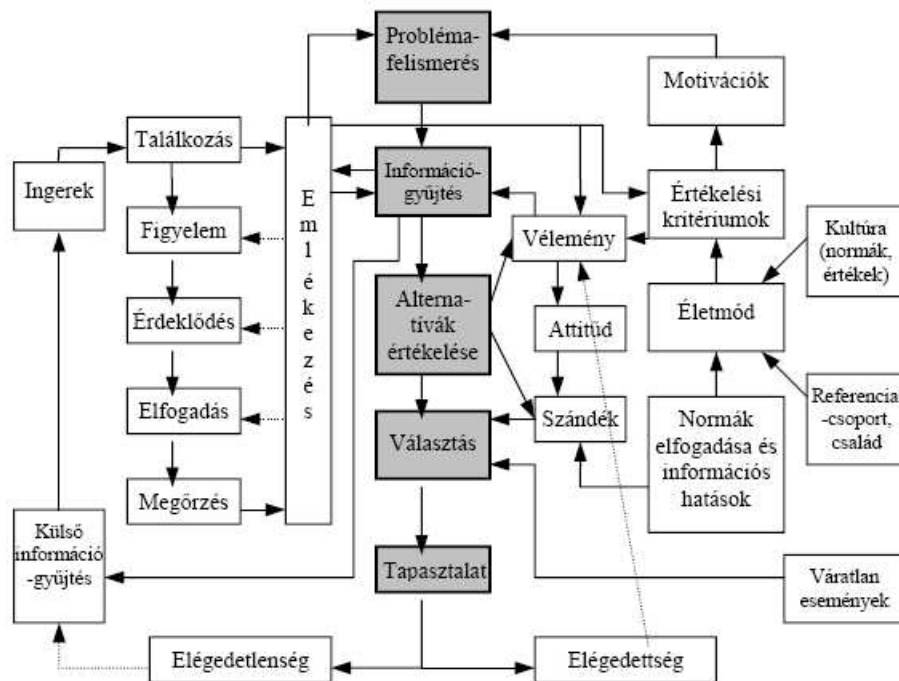 Probléma-
felismerés
Motivációk
Találkozás
Ingerek
Információ-
gyűjtés
Értékelési
kritériumok
Figyelem
Emlékezés
Vélemény
Kultúra
(normák,
értékek)
Érdeklődés
Alterna-
tívák
értékelése
Attitűd
Életmód
Elfogadás
Választás
Szándék
Normák
elfogadása és
információs
hatások
Referencia
-csoport,
család
Megőrzés
Külső
információ
-gyűjtés
Tapasztalat
Váratlan
események
Elégedetlenség
Elégedettség